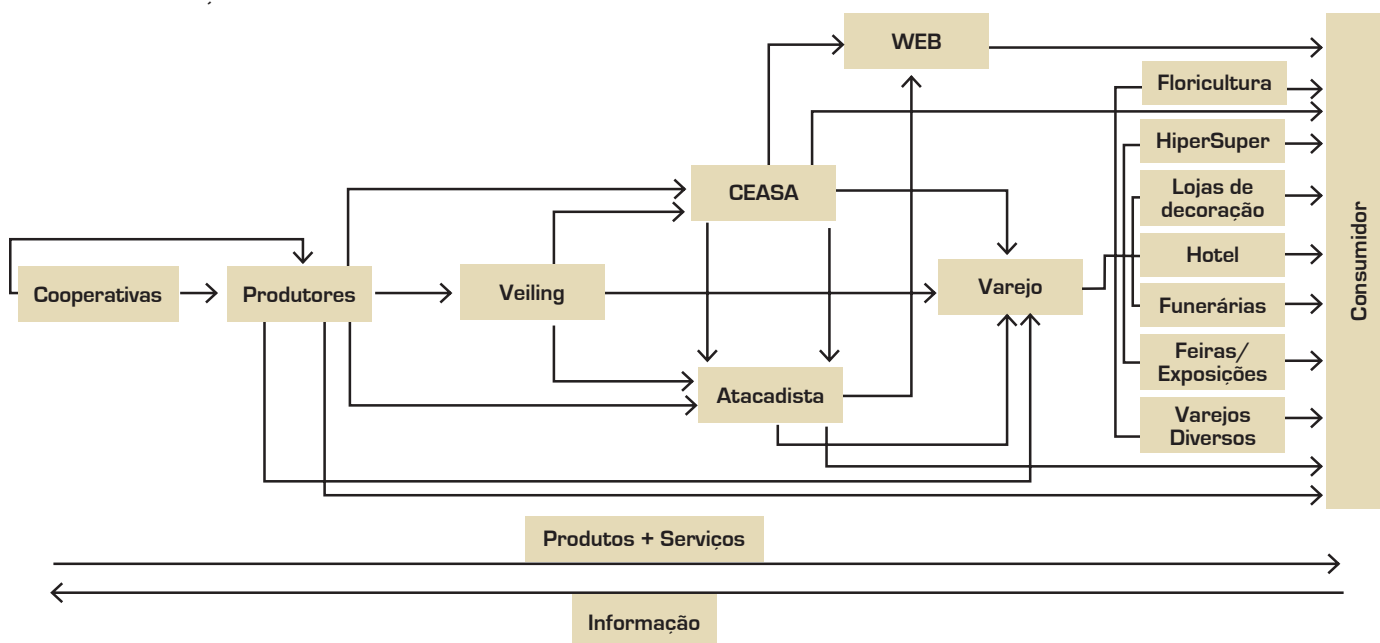 WEB
Floricultura
HiperSuper
CEASA
Lojas de
decoração
Hotel
Cooperativas
Produtores
Veiling
Varejo
Funerárias
Feiras/
Exposições
Atacadista
Varejos
Diversos
Consumidor
Produtos + Serviços
Informação